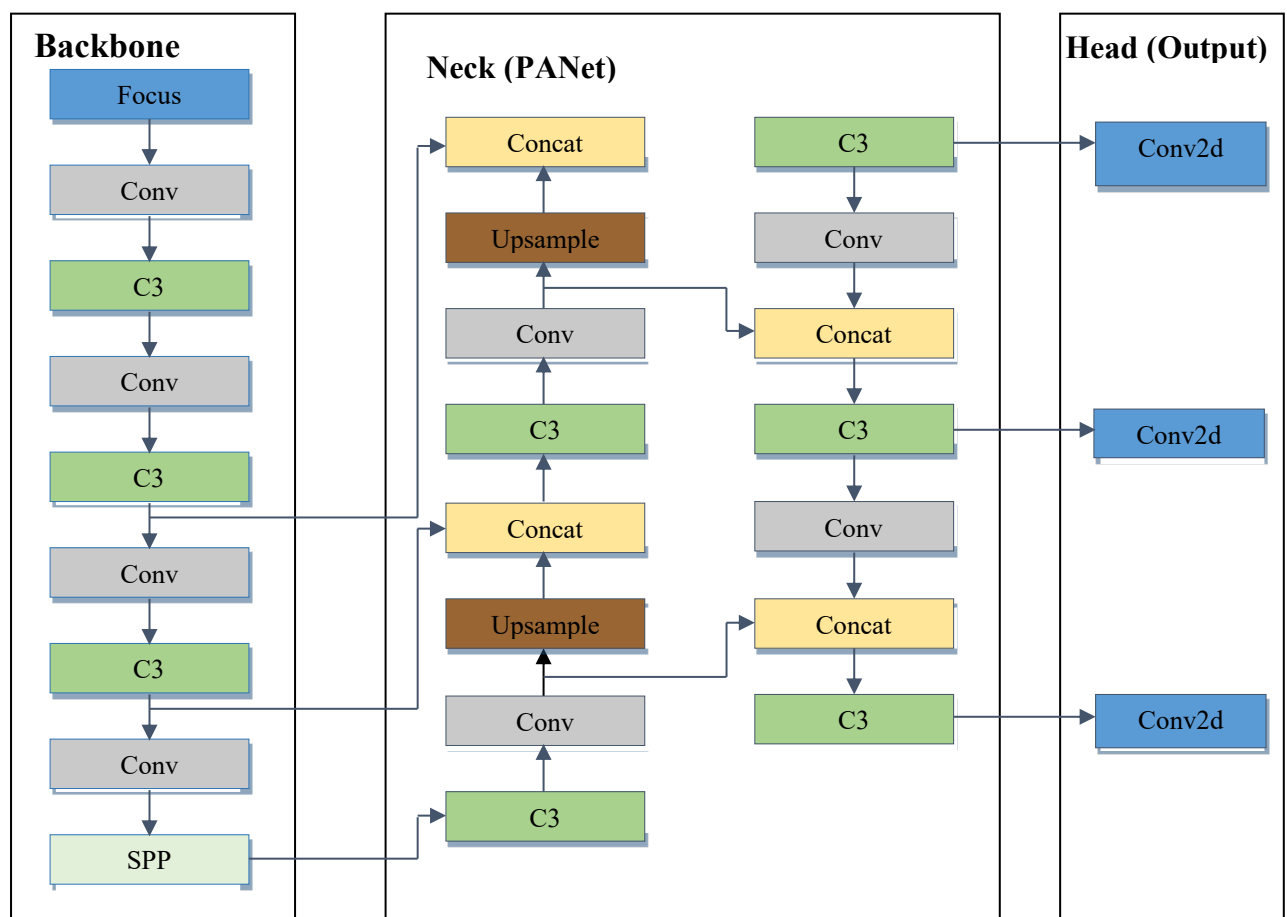 Backbone
Focus
Conv
C3
Conv
C3
Conv
C3
Conv
SPP
Neck (PANet)
Concat
Upsample
Conv
C3
Concat
Upsample
Conv
C3
C3
Conv
Concat
C3
Conv
Concat
C3
Head (Output)
Conv2d
Conv2d
Conv2d